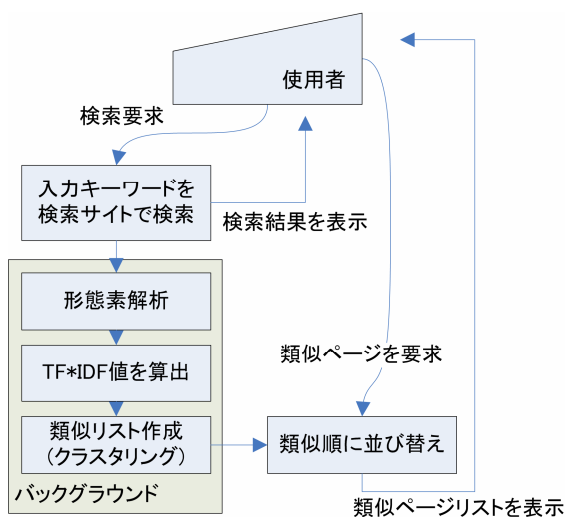 使用者
検索要求
入力キーワードを
検索サイトで検索
検索結果を表示
形態素解析
TF*IDF値を算出
類似ページを要求
類似リスト作成
(クラスタリング)
類似順に並び替え
バックグラウンド
類似ページリストを表示